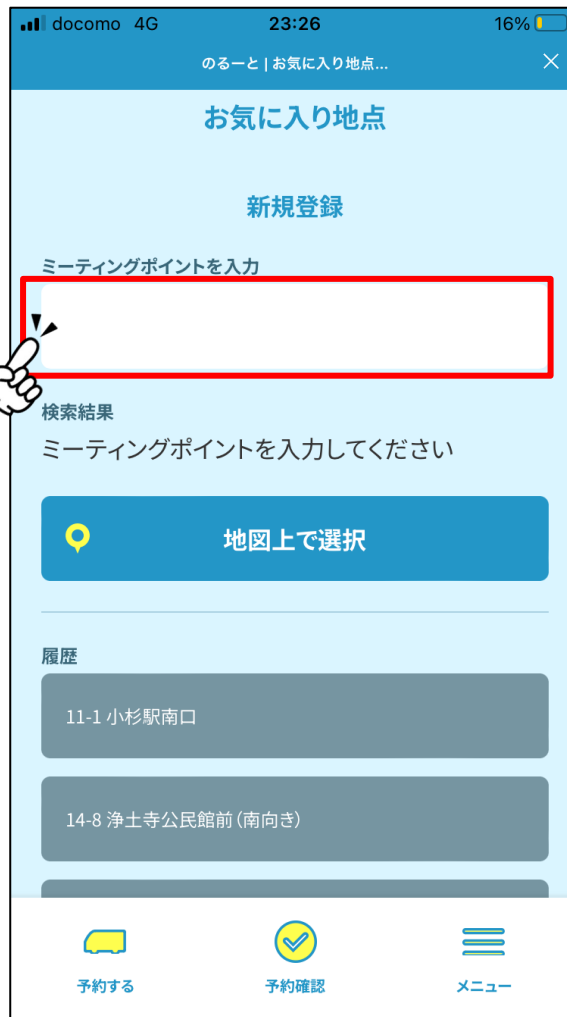 docomo 4G 23:26 16%
のるーと | お気に入り地点...
お気に入り地点
新規登録
ミーティングポイントを入力
検索結果
ミーティングポイントを入力してください
地図上で選択
履歴
11-1 小杉駅南口
14-8 浄土寺公民館前(南向き)
予約する 予約確認 メニュー